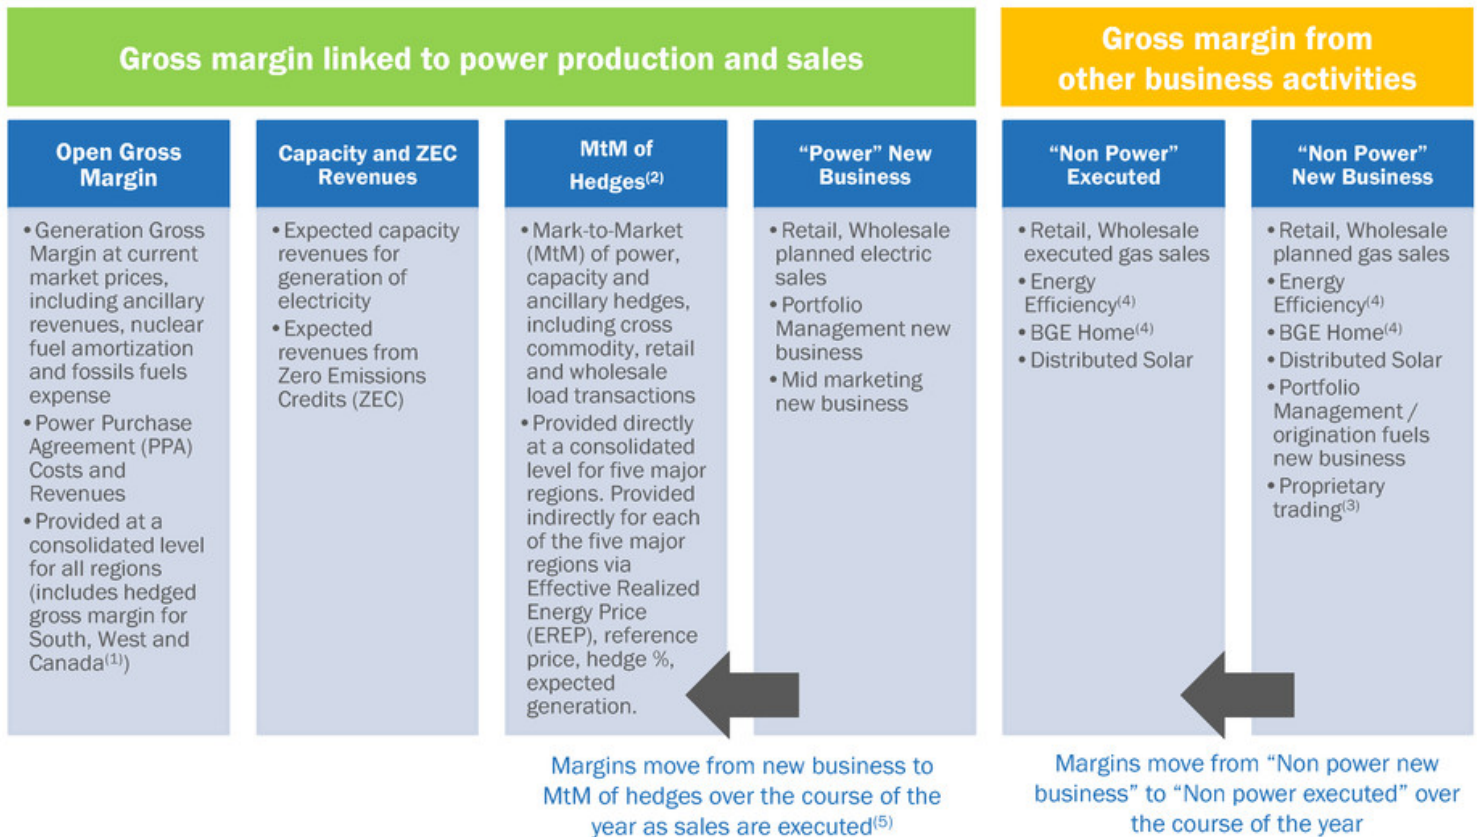 Gross margin linked to power production and sales
Gross margin from
other business activities
Open Gross
Margin
• Generation Gross
Margin at current
market prices,
including ancillary
revenues, nuclear
fuel amortization
and fossils fuels
expense
• Power Purchase
Agreement (PPA)
Costs and
Revenues
• Provided at a
consolidated level
for all regions
(includes hedged
gross margin for
South, West and
Canada(1))
Capacity and ZEC
Revenues
• Expected capacity
revenues for
generation of
electricity
• Expected
revenues from
Zero Emissions
Credits (ZEC)
MtM of
Hedges(2)
• Mark-to-Market
(MtM) of power,
capacity and
ancillary hedges,
including cross
commodity, retail
and wholesale
load transactions
• Provided directly
at a consolidated
level for five major
regions. Provided
indirectly for each
of the five major
regions via
Effective Realized
Energy Price
(EREP), reference
price, hedge %,
expected
generation.
“Power” New
Business
• Retail, Wholesale
planned electric
sales
• Portfolio
Management new
business
• Mid marketing
new business
Margins move from new business to
MtM of hedges over the course of the
year as sales are executed(5)
“Non Power”
Executed
• Retail, Wholesale
executed gas sales
• Energy
Efficiency(4)
• BGE Home(4)
• Distributed Solar
“Non Power”
New Business
• Retail, Wholesale
planned gas sales
• Energy
Efficiency(4)
• BGE Home(4)
• Distributed Solar
• Portfolio
Management /
origination fuels
new business
• Proprietary
trading(3)
Margins move from “Non power new
business” to “Non power executed” over
the course of the year